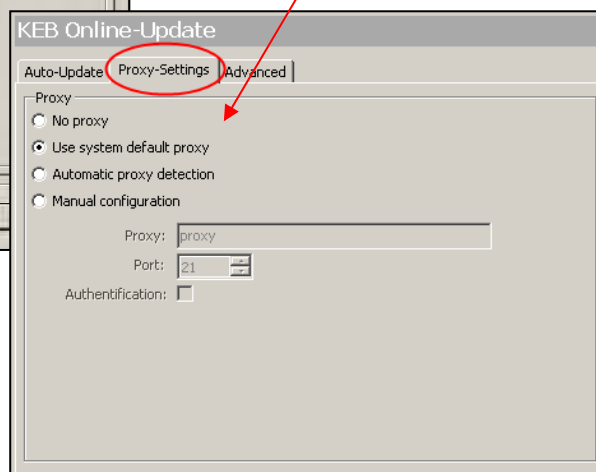 KEB Online-Update
Auto-Update Proxy-Settings Advanced
Proxy
No proxy
Use system default proxy
Automatic proxy detection
Manual configuration
Proxy: proxy
Port: 21
Authentification: